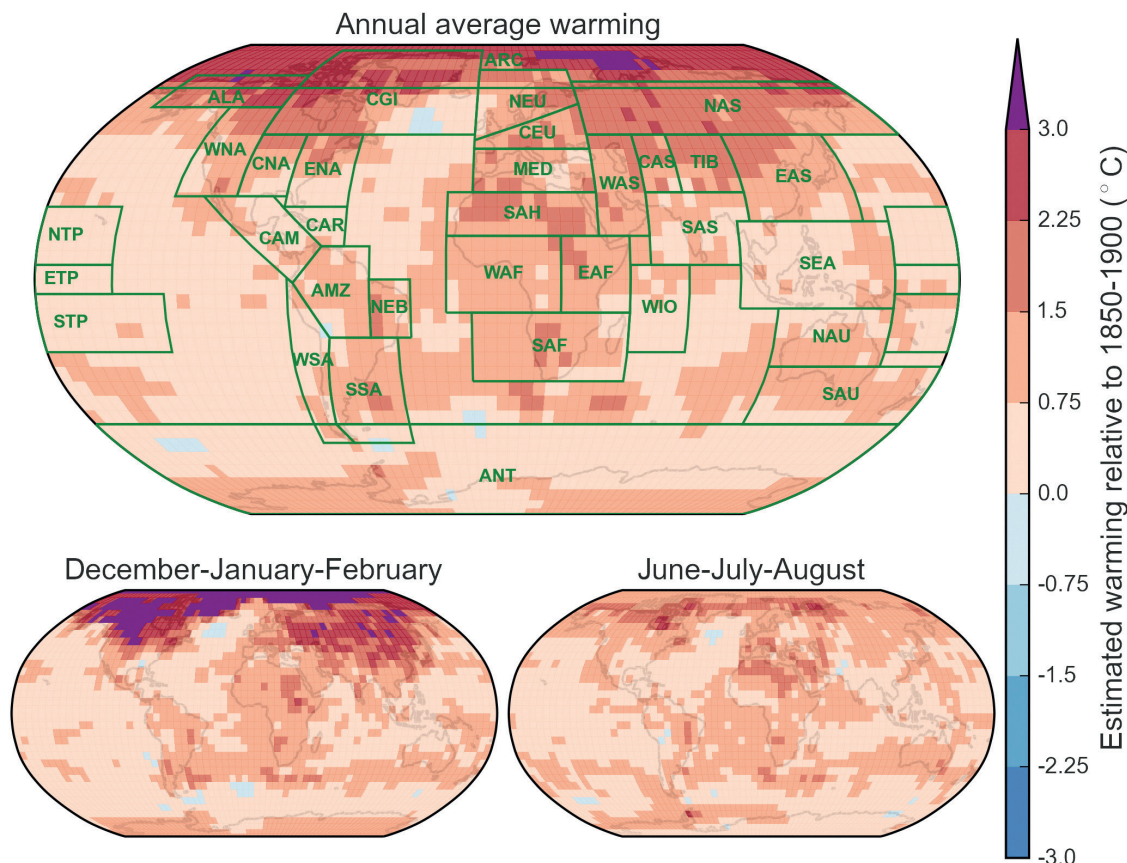 Annual average warming
ARC
ALA
CGI
NEU
NAS
CEU
WNA
CNA
ENA
MED
WAS
CAS
TIB
EAS
SAH
NTP
CAM
CAR
SAS
ETP
WAF
EAF
SEA
AMZ
NEB
WIO
STP
NAU
WSA
SAF
SSA
SAU
ANT
3.0
2.25
1.5
0.75
0.0
-0.75
-1.5
-2.25
-3.0
Estimated warming relative to 1850-1900 (°C)
December-January-February
June-July-August